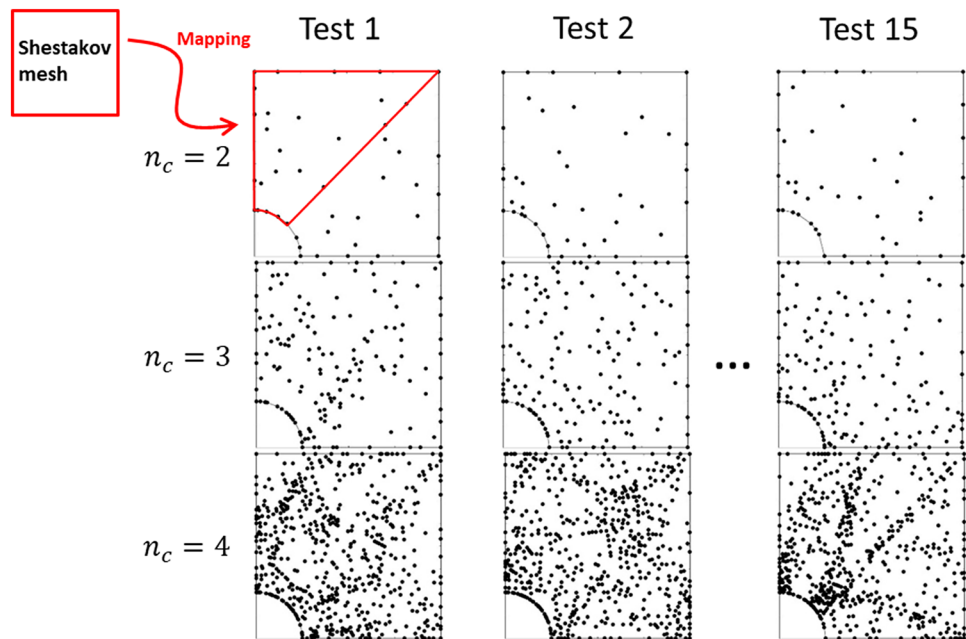 Shestakov
mesh
Mapping
Test 1
Test 2
Test 15
n_c = 2
n_c = 3
...
n_c = 4